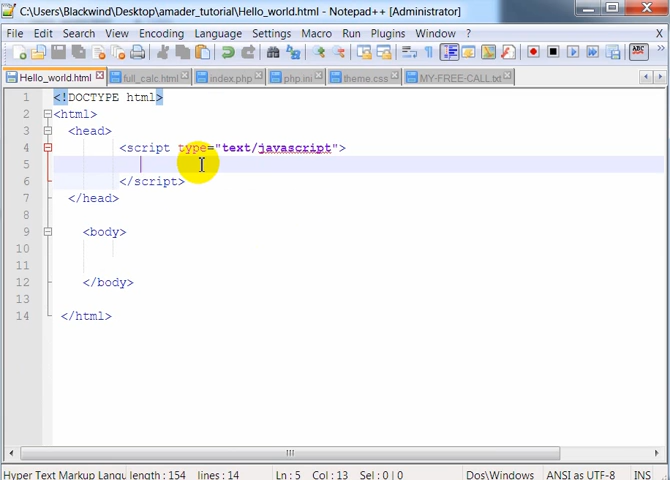 C:\Users\Blackwind\Desktop\amader_tutorial\Hello_world.html - Notepad++ [Administrator]
File Edit Search View Encoding Language Settings Macro Run Plugins Window ? X
ABC
Hello_world.html full_calc.html index.php php.ini theme.css MY-FREE-CALL.txt
1 <!DOCTYPE html>
2 <html>
3 <head>
4 <script type="text/javascript">
5
6 </script>
7 </head>
8
9 <body>
10
11
12 </body>
13
14 </html>
Hyper Text Markup Langu length : 154 lines : 14 Ln : 5 Col : 13 Sel : 0 | 0 Dos\Windows ANSI as UTF-8 INS